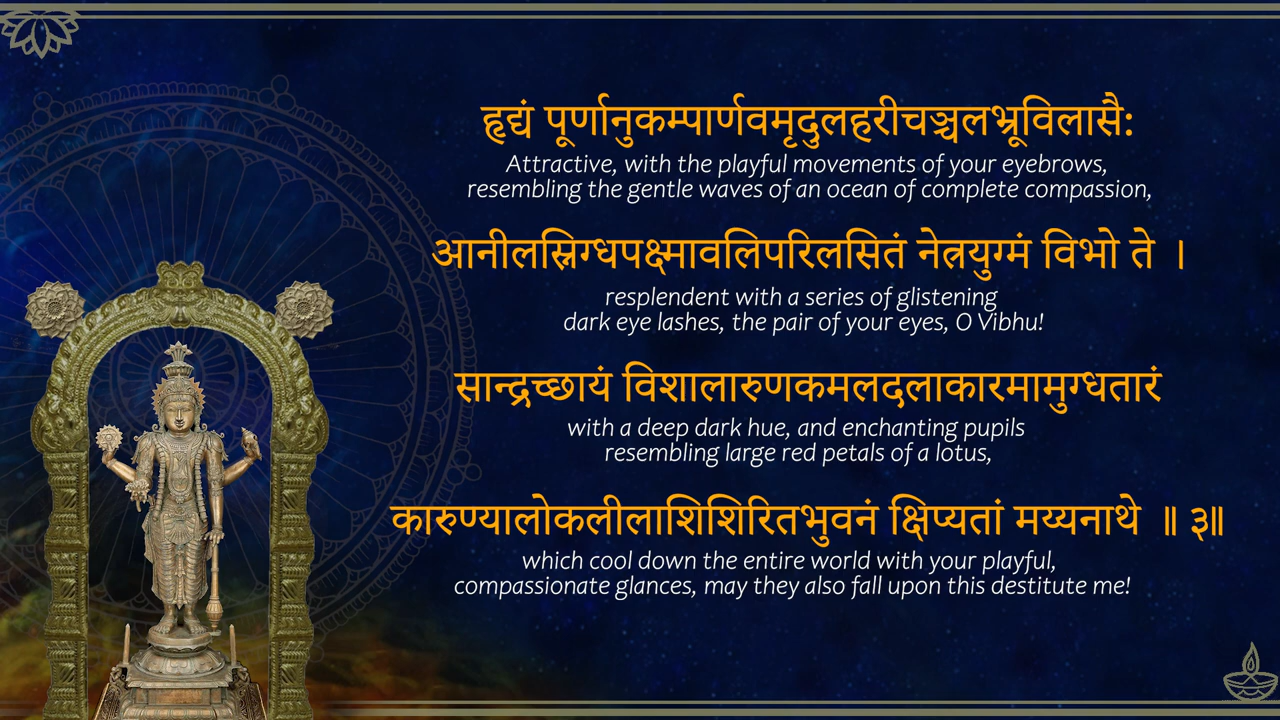 हृद्यं पूर्णानुकम्पार्णवमृदुलहरीचञ्चलभ्रूविलासै:
Attractive, with the playful movements of your eyebrows,
resembling the gentle waves of an ocean of complete compassion,
आनीलस्निग्धपक्ष्मावलिपरिलसितं नेत्रयुग्मं विभो ते ।
resplendent with a series of glistening
dark eye lashes, the pair of your eyes, O Vibhu!
सान्द्रच्छायं विशालारुणकमलदलाकारमामुग्धतारं
with a deep dark hue, and enchanting pupils
resembling large red petals of a lotus,
कारुण्यालोकलीलाशिशिरितभुवनं क्षिप्यतां मय्यनाथे ॥ ३॥
which cool down the entire world with your playful,
compassionate glances, may they also fall upon this destitute me!